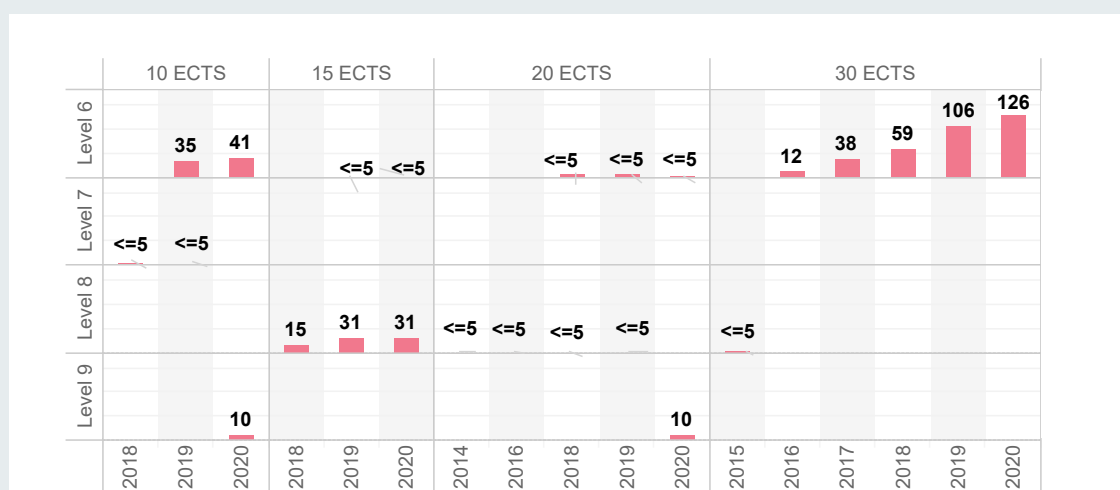 10 ECTS 15 ECTS 20 ECTS 30 ECTS
Level 6
35 41 <=5 <=5 <=5 <=5 <=5 12 38 59 106 126
Level 7
<=5 <=5
Level 8
15 31 31 <=5 <=5 <=5 <=5 <=5
Level 9
10 10
2018 2019 2020 2018 2019 2020 2014 2016 2018 2019 2020 2015 2016 2017 2018 2019 2020